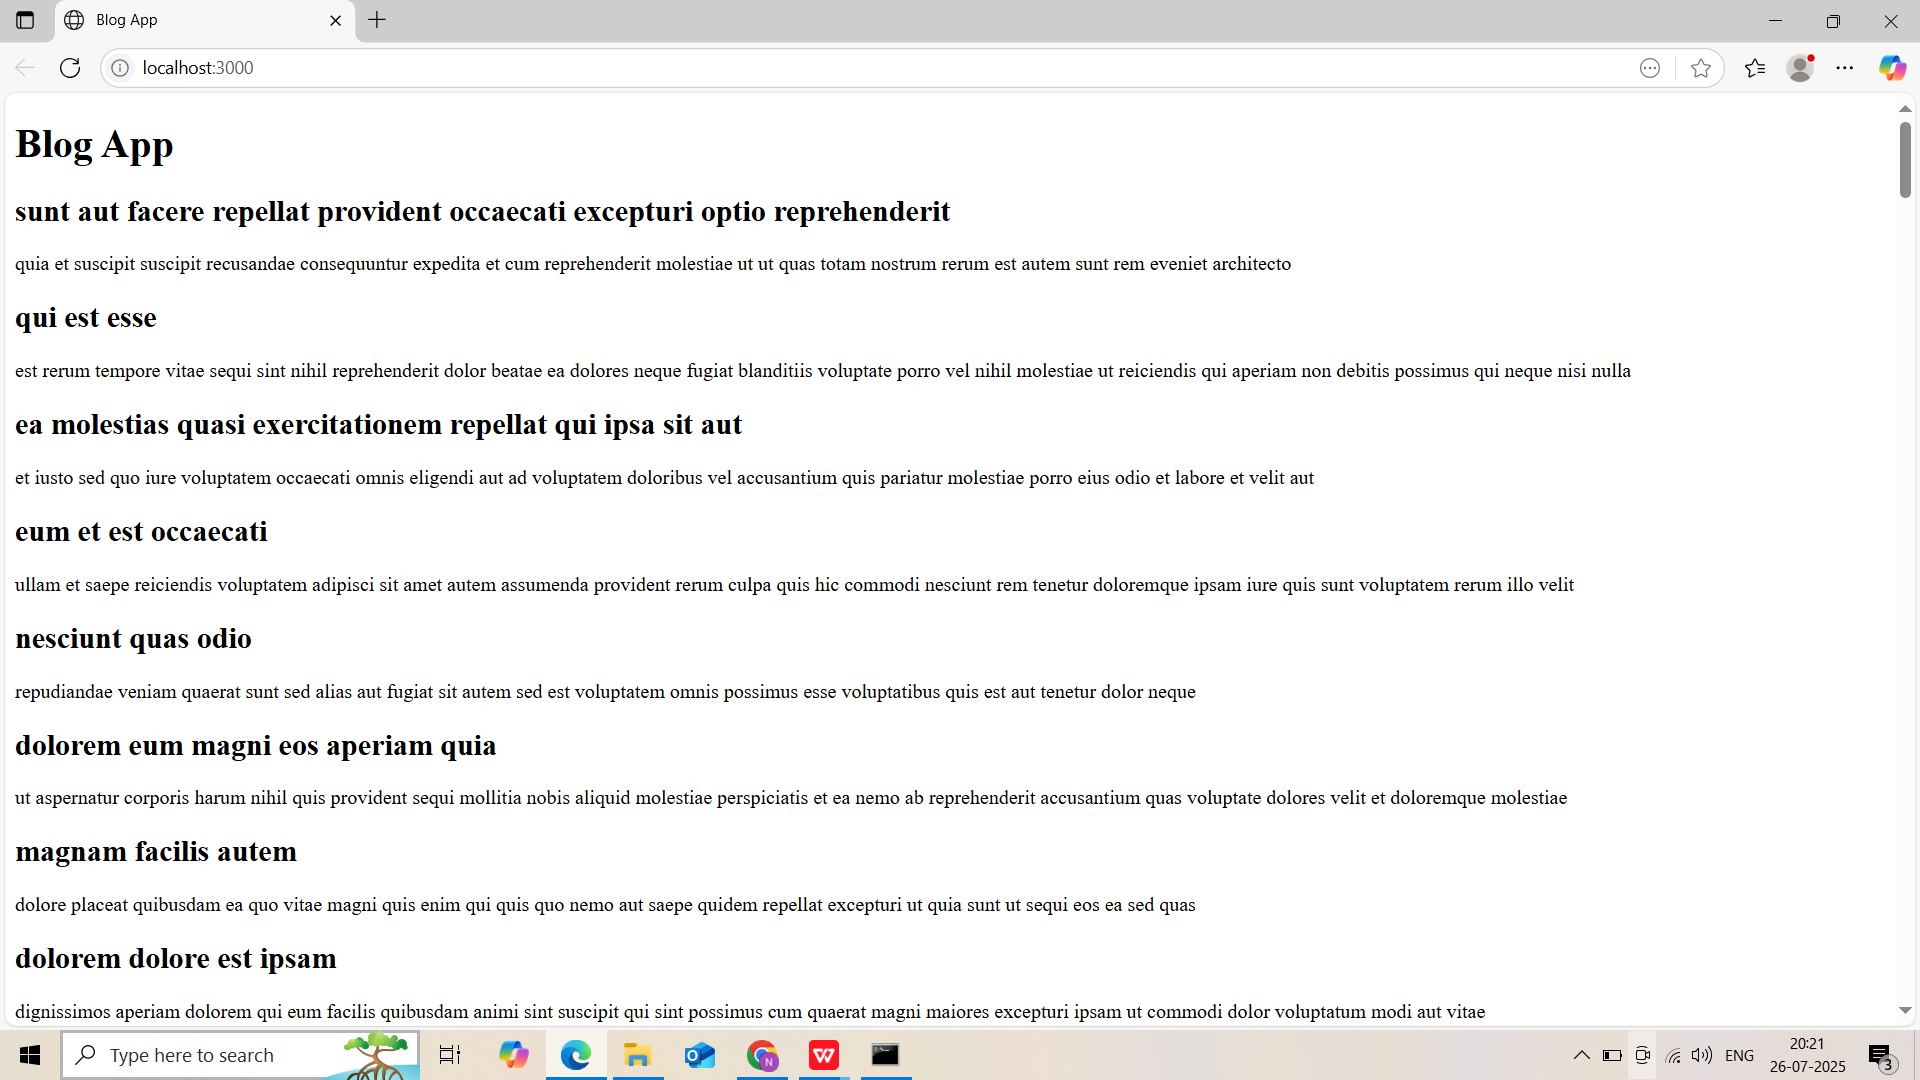 Blog App
localhost:3000
Blog App
sunt aut facere repellat provident occaecati excepturi optio reprehenderit
quia et suscipit suscipit recusandae consequuntur expedita et cum reprehenderit molestiae ut ut quas totam nostrum rerum est autem sunt rem eveniet architecto
qui est esse
est rerum tempore vitae sequi sint nihil reprehenderit dolor beatae ea dolores neque fugiat blanditiis voluptate porro vel nihil molestiae ut reiciendis qui aperiam non debitis possimus qui neque nisi nulla
ea molestias quasi exercitationem repellat qui ipsa sit aut
et iusto sed quo iure voluptatem occaecati omnis eligendi aut ad voluptatem doloribus vel accusantium quis pariatur molestiae porro eius odio et labore et velit aut
eum et est occaecati
ullam et saepe reiciendis voluptatem adipisci sit amet autem assumenda provident rerum culpa quis hic commodi nesciunt rem tenetur doloremque ipsam iure quis sunt voluptatem rerum illo velit
nesciunt quas odio
repudiandae veniam quaerat sunt sed alias aut fugiat sit autem sed est voluptatem omnis possimus esse voluptatibus quis est aut tenetur dolor neque
dolorem eum magni eos aperiam quia
ut aspernatur corporis harum nihil quis provident sequi mollitia nobis aliquid molestiae perspiciatis et ea nemo ab reprehenderit accusantium quas voluptate dolores velit et doloremque molestiae
magnam facilis autem
dolore placeat quibusdam ea quo vitae magni quis enim qui quis quo nemo aut saepe quidem repellat excepturi ut quia sunt ut sequi eos ea sed quas
dolorem dolore est ipsam
dignissimos aperiam dolorem qui eum facilis quibusdam animi sint suscipit qui sint possimus cum quaerat magni maiores excepturi ipsam ut commodi dolor voluptatum modi aut vitae
Type here to search
ENG
20:21
26-07-2025
3